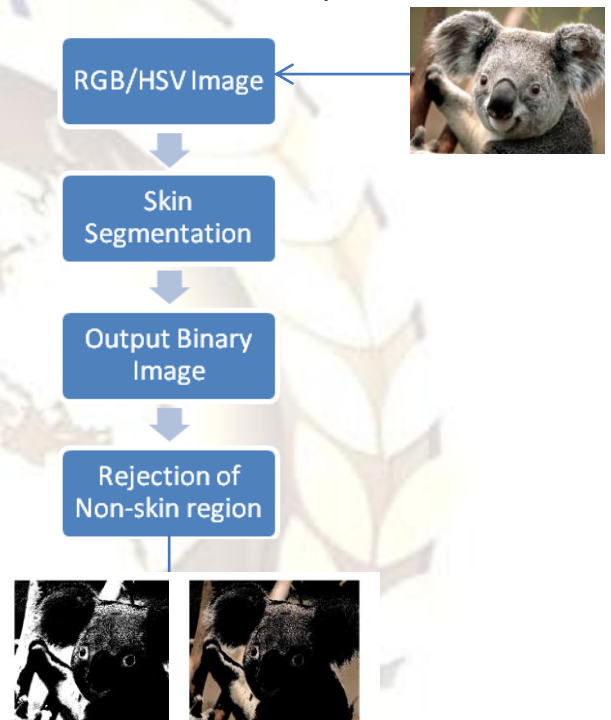 RGB/HSV Image
Skin
Segmentation
Output Binary
Image
Rejection of
Non-skin region